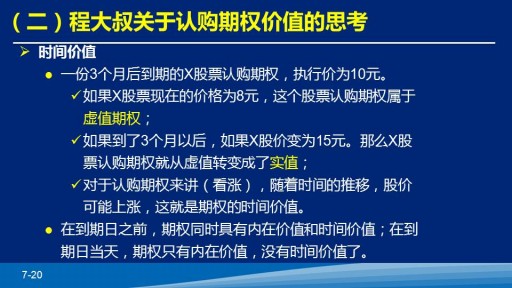 （二）程大叔关于认购期权价值的思考
➢ 时间价值
● 一份3个月后到期的X股票认购期权，执行价为10元。
✓如果X股票现在的价格为8元，这个股票认购期权属于
虚值期权；
✓如果到了3个月以后，如果X股价变为15元。那么X股
票认购期权就从虚值转变成了实值；
✓对于认购期权来讲（看涨），随着时间的推移，股价
可能上涨，这就是期权的时间价值。
● 在到期日之前，期权同时具有内在价值和时间价值；在到
期日当天，期权只有内在价值，没有时间价值了。
7-20